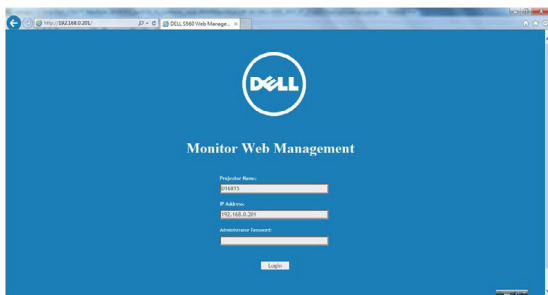 http://192.168.0.201/
DELL S560 Web Manage...
DELL
Monitor Web Management
Projector Name:
D16815
IP Address:
192.168.0.201
Administrator Password:
Login